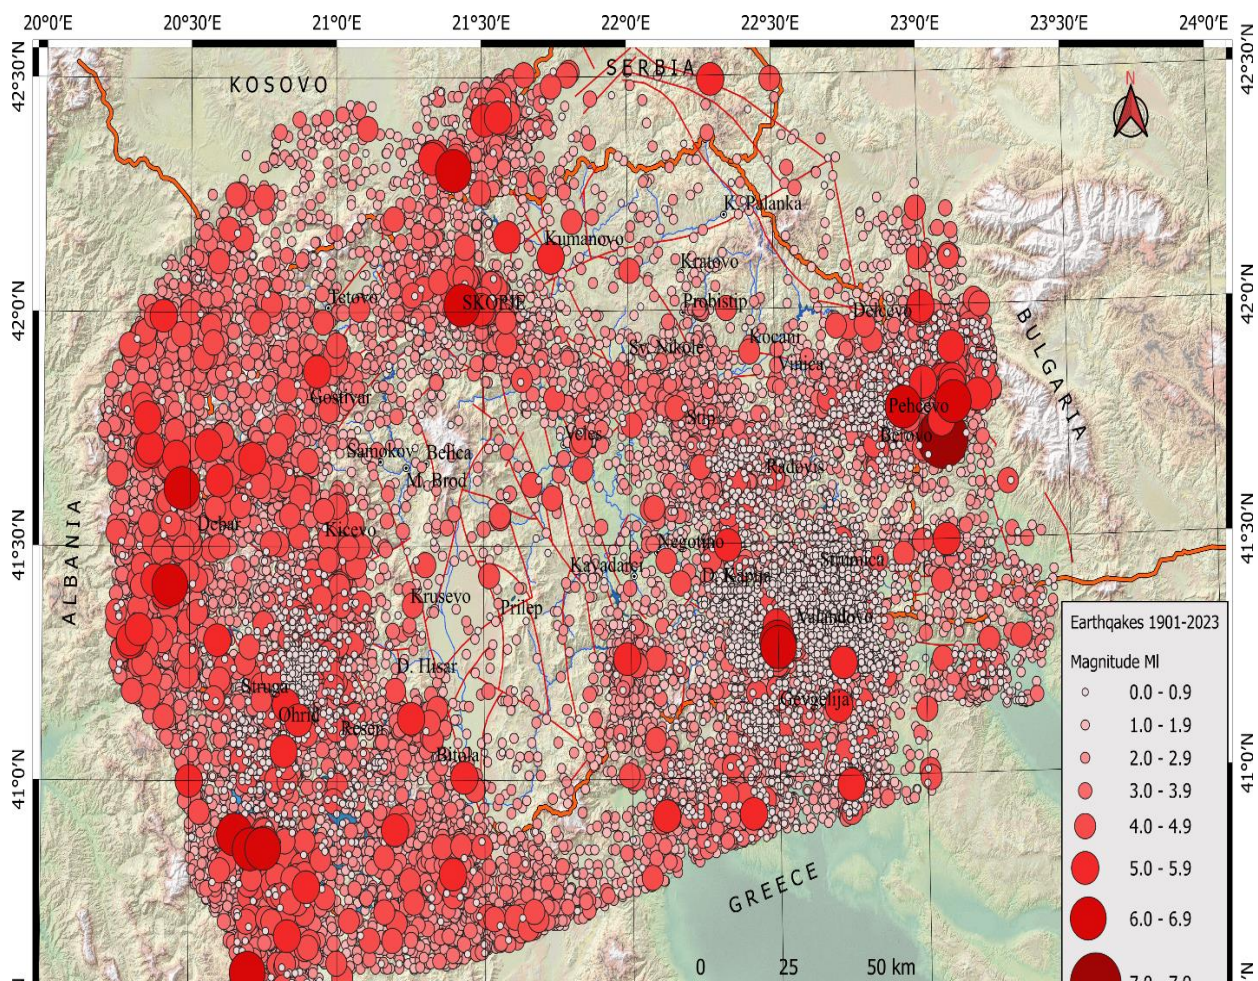 20°0'E 20°30'E 21°0'E 21°30'E 22°0'E 22°30'E 23°0'E 23°30'E 24°0'E
42°30'N 42°30'N
KOSOVO
SERBIA
N
K. Palanka
Kumanovo
Kratovo
Tetovo
SKOPJE
Probistip
Delcevo
42°0'N 42°0'N
Kocani
Sv. Nikole
Vinica
BULGARIA
Gostivar
Pehcevo
Stip
Veles
Berovo
Samokov
Belica
M. Brod
Radovis
ALBANIA
Debar
Kicevo
41°30'N 41°30'N
Negotino
Strumica
Kavadarci
D. Kapija
Krusevo
Prilep
Valandovo
D. Hisar
Struga
Ohrid
Resen
Gevgelija
Bitola
41°0'N 41°0'N
GREECE
0 25 50 km
Earthqakes 1901-2023
Magnitude Ml
0.0 - 0.9
1.0 - 1.9
2.0 - 2.9
3.0 - 3.9
4.0 - 4.9
5.0 - 5.9
6.0 - 6.9
7.0 - 7.9